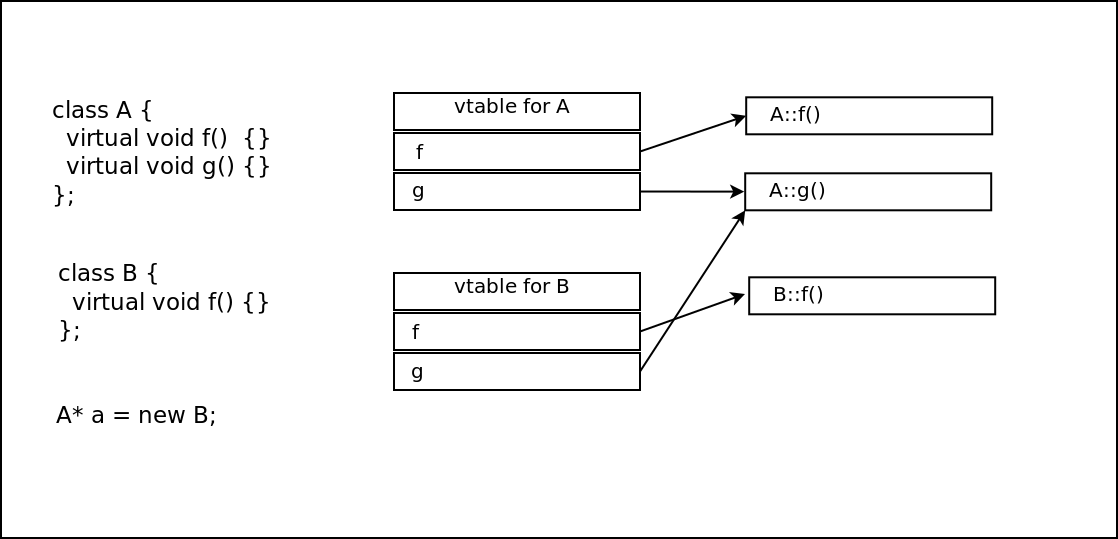 class A {
  virtual void f()  {}
  virtual void g() {}
};
class B {
  virtual void f() {}
};
A* a = new B;
vtable for A
f
g
vtable for B
f
g
A::f()
A::g()
B::f()